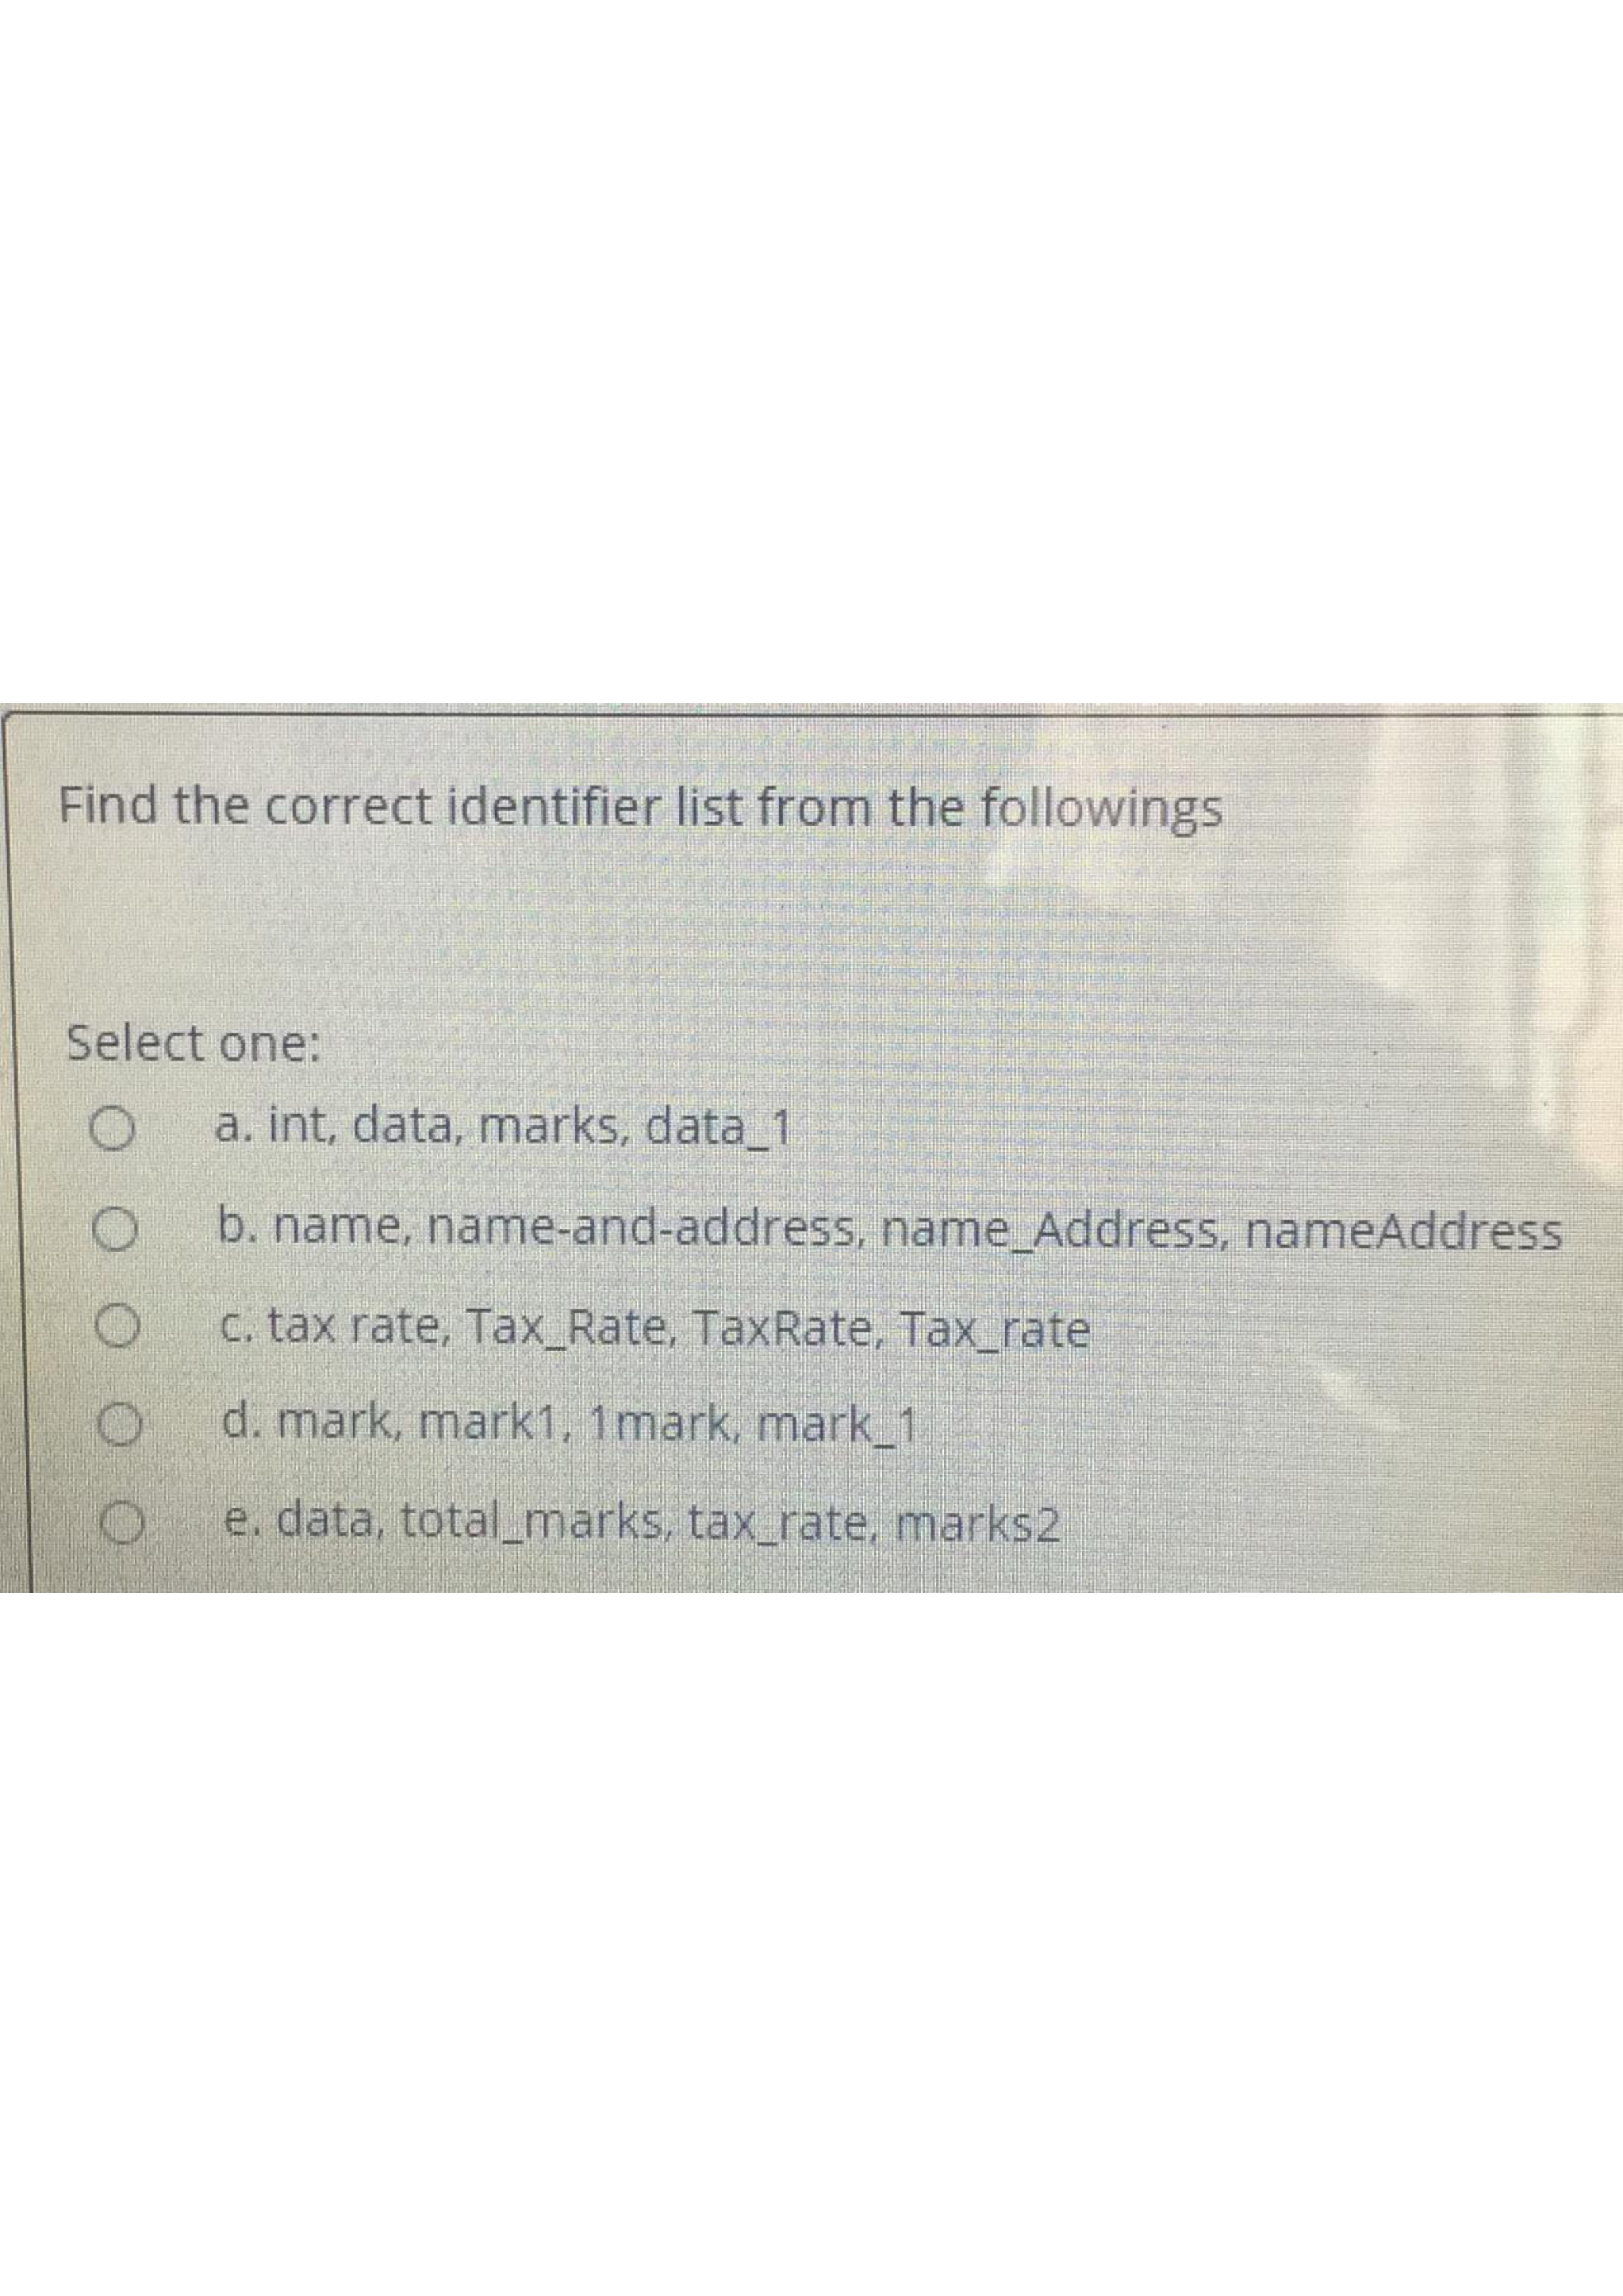 Find the correct identifier list from the followings
Select one:
a. int, data, marks, data_1
b. name, name-and-address, name_Address, nameAddress
c. tax rate, Tax_Rate, TaxRate, Tax_rate
d. mark, mark1, 1mark, mark_1
e. data, total_marks, tax_rate, marks2